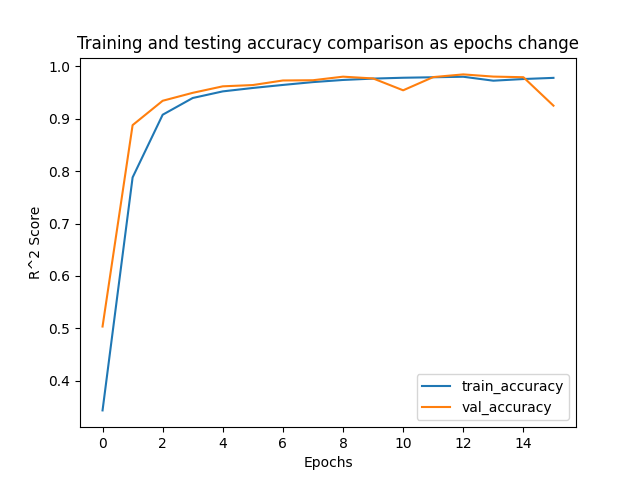 Training and testing accuracy comparison as epochs change
1.0
0.9
0.8
0.7
0.6
0.5
0.4
R^2 Score
train_accuracy
val_accuracy
0 2 4 6 8 10 12 14
Epochs